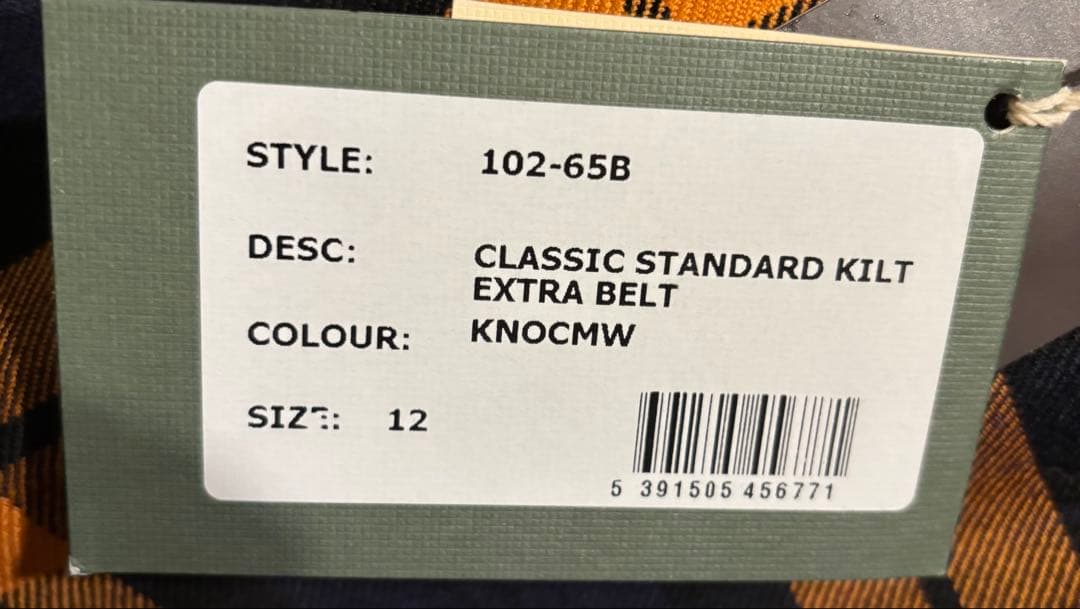 STYLE: 102-65B
DESC: CLASSIC STANDARD KILT
EXTRA BELT
COLOUR: KNOCMW
SIZE: 12
5 391505 456771